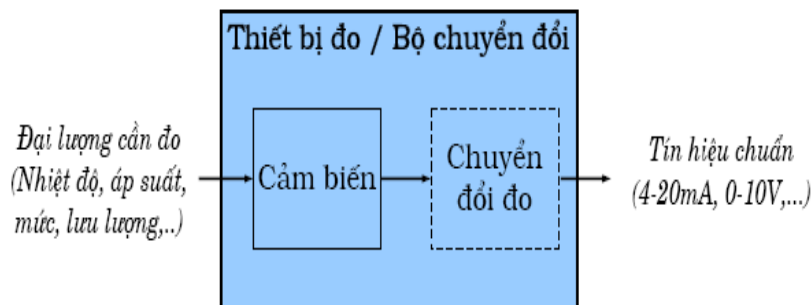 Thiết bị đo / Bộ chuyển đổi
Đại lượng cần đo
(Nhiệt độ, áp suất,
mức, lưu lượng,..)
Cảm biến
Chuyển
đổi đo
Tín hiệu chuẩn
(4-20mA, 0-10V,...)